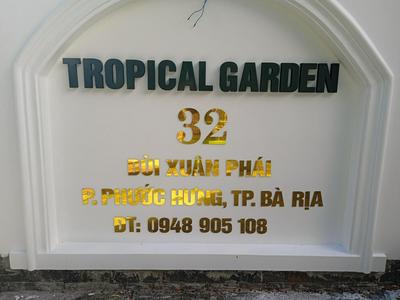 TROPICAL GARDEN
32
BÙI XUÂN PHÁI
P. PHƯỚC HƯNG, TP. BÀ RỊA
ĐT: 0948 905 108